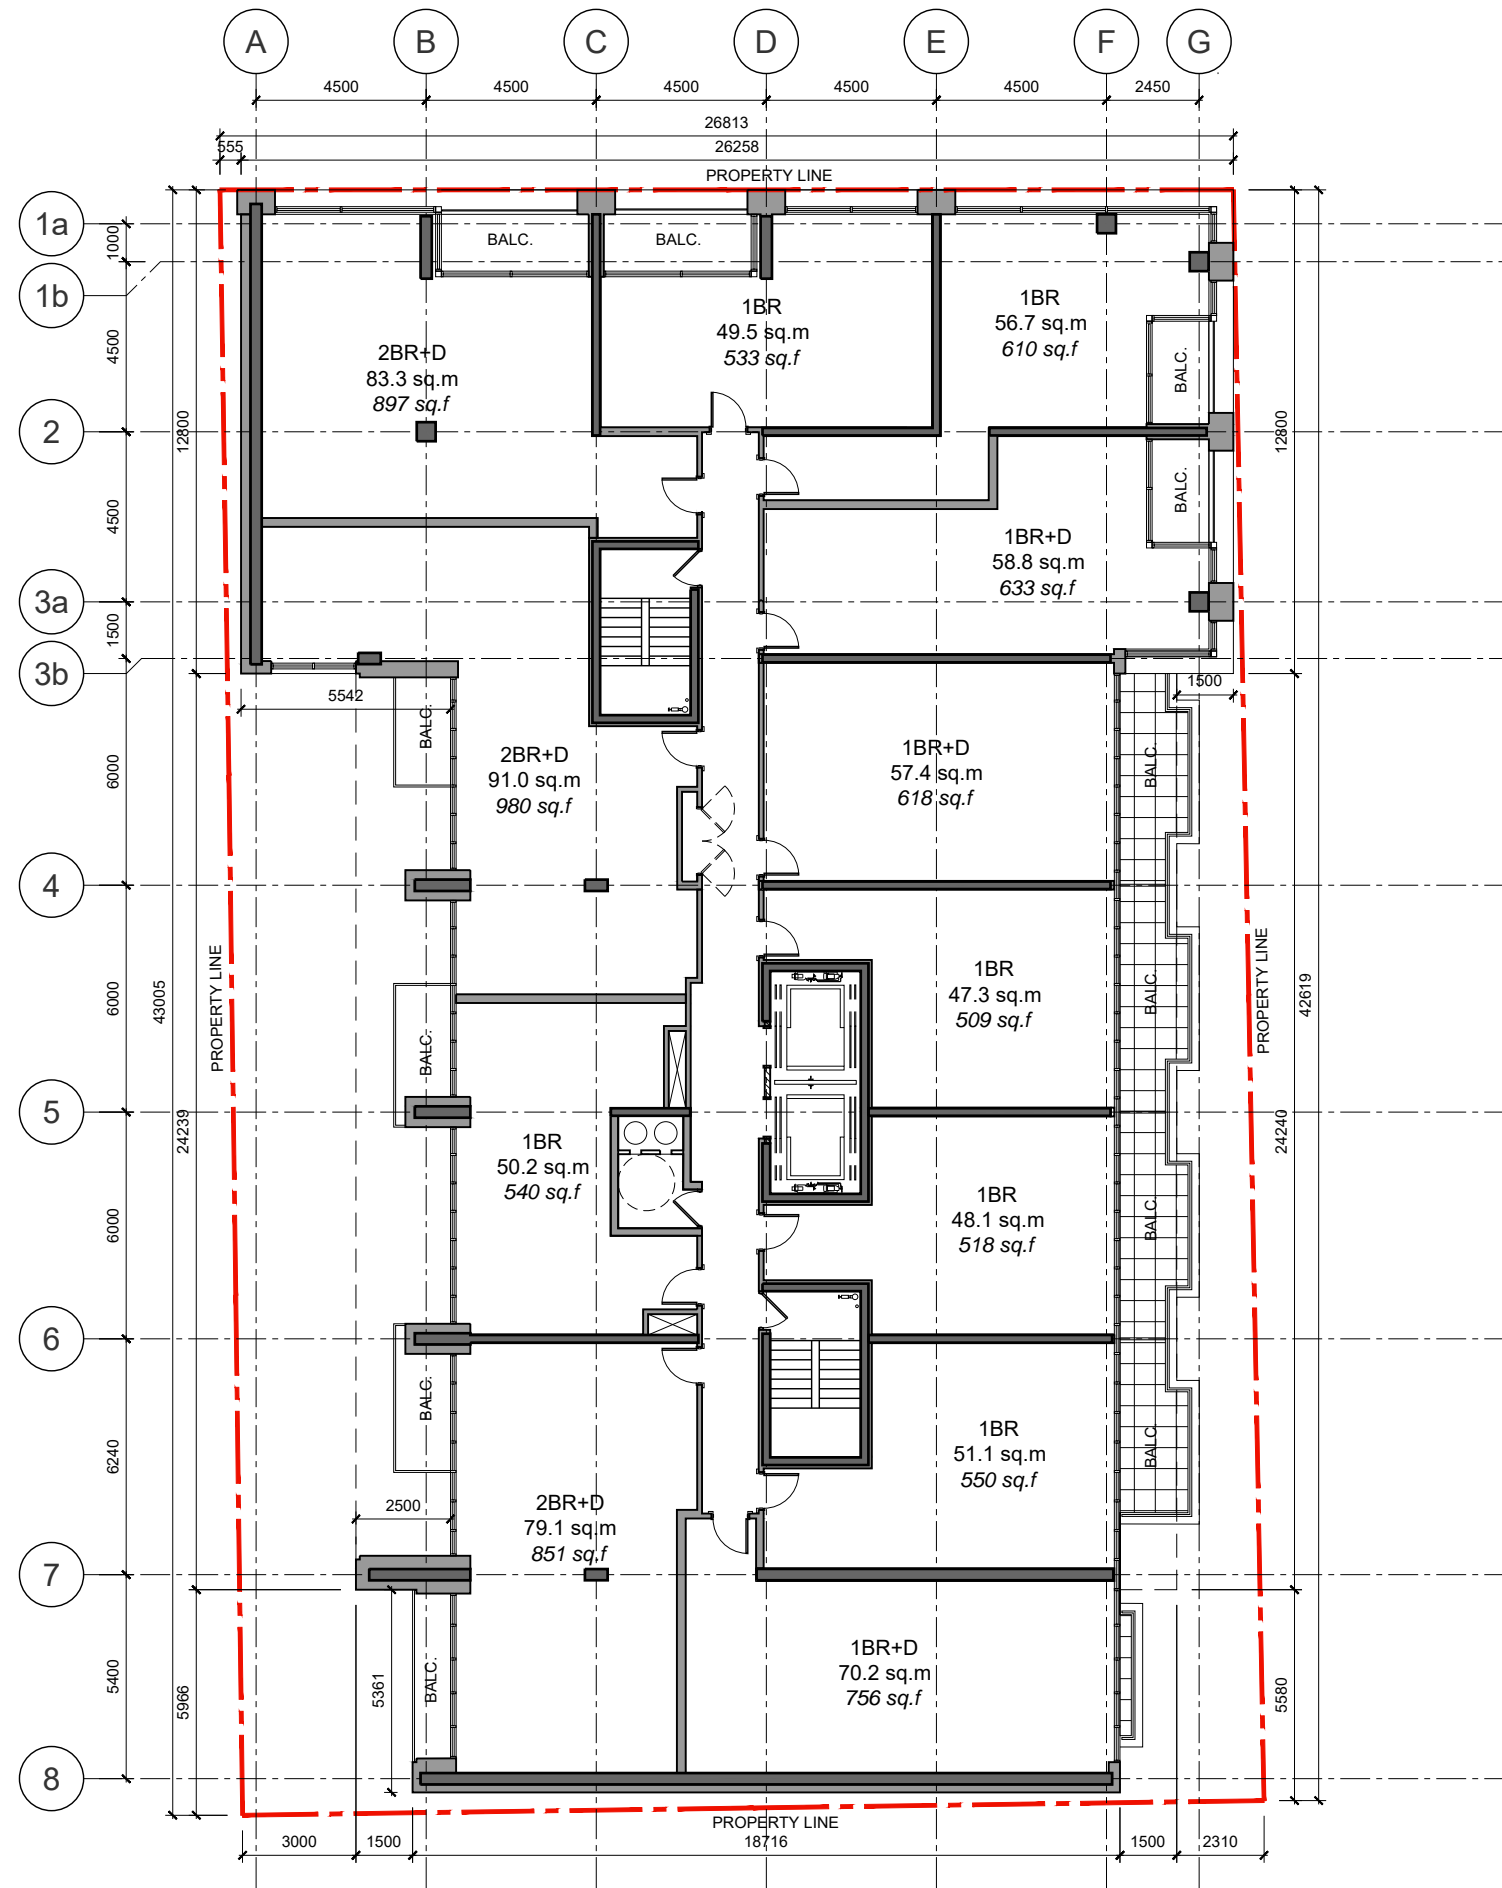 A B C D E F G
4500 4500 4500 4500 4500 2450
26813
555 26258
PROPERTY LINE
1a
1000
1b
4500
2
4500
3a
1500
3b
6000
4
6000
5
6000
6
6240
7
5400
8
12800
43005
24239
5966
PROPERTY LINE
BALC. BALC.
2BR+D
83.3 sq.m
897 sq.f
1BR
49.5 sq.m
533 sq.f
1BR
56.7 sq.m
610 sq.f
BALC.
BALC.
12800
1BR+D
58.8 sq.m
633 sq.f
5542
1500
BALC.
2BR+D
91.0 sq.m
980 sq.f
1BR+D
57.4 sq.m
618 sq.f
BALC.
1BR
47.3 sq.m
509 sq.f
BALC.
BALC.
PROPERTY LINE
42619
24240
1BR
50.2 sq.m
540 sq.f
1BR
48.1 sq.m
518 sq.f
BALC.
BALC.
1BR
51.1 sq.m
550 sq.f
BALC.
2500
2BR+D
79.1 sq.m
851 sq.f
5361
BALC.
1BR+D
70.2 sq.m
756 sq.f
5580
PROPERTY LINE
3000 1500 18716 1500 2310